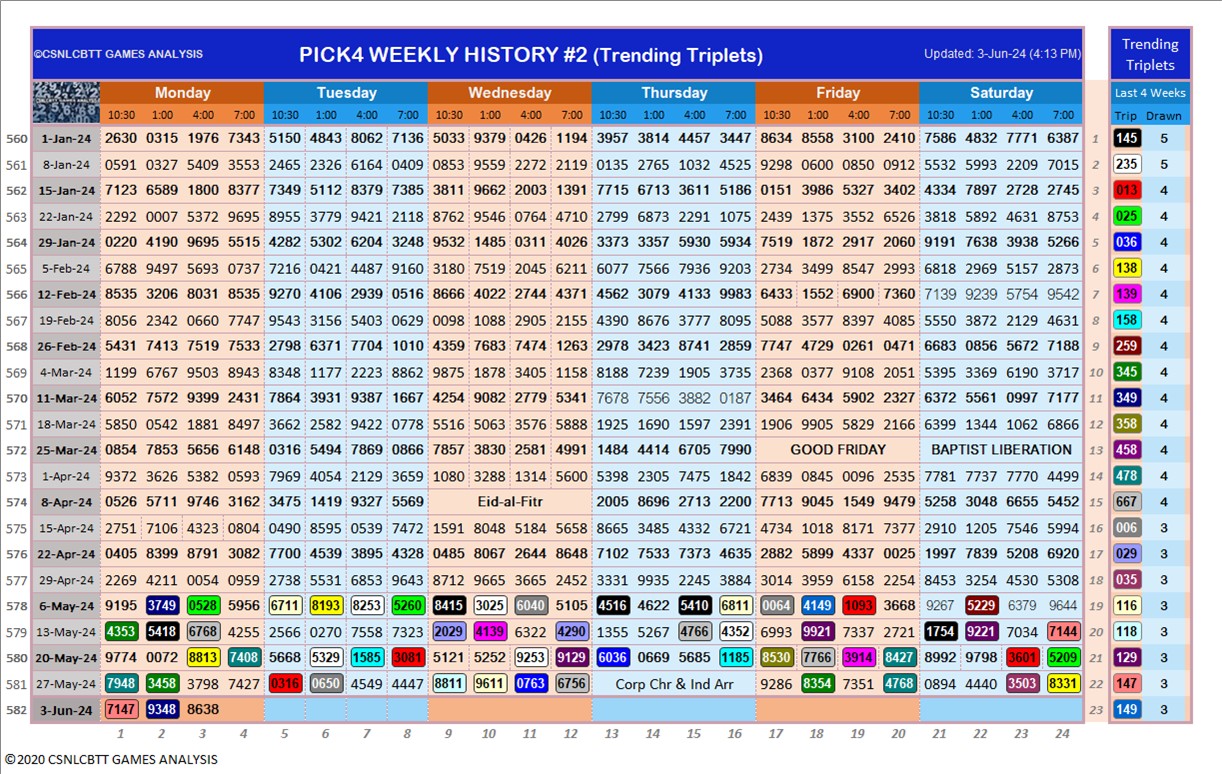 ©CSNLCBTT GAMES ANALYSIS PICK4 WEEKLY HISTORY #2 (Trending Triplets) Updated: 3-Jun-24 (4:13 PM) Trending Triplets
Monday Tuesday Wednesday Thursday Friday Saturday Last 4 Weeks
10:30 1:00 4:00 7:00 10:30 1:00 4:00 7:00 10:30 1:00 4:00 7:00 10:30 1:00 4:00 7:00 10:30 1:00 4:00 7:00 10:30 1:00 4:00 7:00 Trip Drawn
560 1-Jan-24 2630 0315 1976 7343 5150 4843 8062 7136 5033 9379 0426 1194 3957 3814 4457 3447 8634 8558 3100 2410 7586 4832 7771 6387 1 145 5
561 8-Jan-24 0591 0327 5409 3553 2465 2326 6164 0409 0853 9559 2272 2119 0135 2765 1032 4525 9298 0600 0850 0912 5532 5993 2209 7015 2 235 5
562 15-Jan-24 7123 6589 1800 8377 7349 5112 8379 7385 3811 9662 2003 1391 7715 6713 3611 5186 0151 3986 5327 3402 4334 7897 2728 2745 3 013 4
563 22-Jan-24 2292 0007 5372 9695 8955 3779 9421 2118 8762 9546 0764 4710 2799 6873 2291 1075 2439 1375 3552 6526 3818 5892 4631 8753 4 025 4
564 29-Jan-24 0220 4190 9695 5515 4282 5302 6204 3248 9532 1485 0311 4026 3373 3357 5930 5934 7519 1872 2917 2060 9191 7638 3938 5266 5 036 4
565 5-Feb-24 6788 9497 5693 0737 7216 0421 4487 9160 3180 7519 2045 6211 6077 7566 7936 9203 2734 3499 8547 2993 6818 2969 5157 2873 6 138 4
566 12-Feb-24 8535 3206 8031 8535 9270 4106 2939 0516 8666 4022 2744 4371 4562 3079 4133 9983 6433 1552 6900 7360 7139 9239 5754 9542 7 139 4
567 19-Feb-24 8056 2342 0660 7747 9543 3156 5403 0629 9098 1088 2905 2155 4390 8676 3777 8095 5088 3577 8397 4085 5550 3872 2129 4631 8 158 4
568 26-Feb-24 5431 7413 7519 7533 2798 6371 7704 1010 4359 7683 7474 1263 2978 3423 8741 2859 7747 4729 0261 0471 6683 0856 5672 7188 9 259 4
569 4-Mar-24 1199 6767 9503 8943 8348 1177 2223 8862 9875 1878 3405 1158 8188 7239 1905 3735 2368 0377 9108 2051 5395 3369 6190 3717 10 345 4
570 11-Mar-24 6052 7572 9399 2431 7864 3931 9387 1667 4254 9082 2779 5341 7678 7556 3882 0187 3464 6434 5902 2327 6372 5561 0997 7177 11 349 4
571 18-Mar-24 5850 0542 1881 8497 3662 2582 9422 0778 5516 5063 3576 5888 1925 1690 1597 2391 1906 9905 5829 2166 6399 1344 1062 6866 12 358 4
572 25-Mar-24 0854 7853 5656 6148 0316 5494 7869 0866 7857 3830 2581 4991 1484 4414 6705 7990 GOOD FRIDAY BAPTIST LIBERATION 13 458 4
573 1-Apr-24 9372 3626 5382 0593 7969 4054 2129 3569 1080 3288 1314 5600 5398 2305 7475 1842 6839 0845 0096 2535 7781 7737 7770 4499 14 478 4
574 8-Apr-24 0526 5711 9746 3162 3475 1419 9327 5569 Eid-al-Fitr 2005 8696 2713 2200 7713 9045 1549 9479 5258 3048 6655 5452 15 667 4
575 15-Apr-24 2751 7106 4323 0804 0490 8595 0539 7472 1591 8048 5184 5658 8665 3485 4332 6721 4734 1018 8171 7377 2910 1205 7546 5994 16 006 3
576 22-Apr-24 0405 8399 8791 3082 7700 4539 3895 4328 0485 8067 2644 8648 7102 7533 7373 4635 2882 5899 4337 0025 1997 7839 5208 6920 17 029 3
577 29-Apr-24 2269 4211 0054 0959 2738 5531 6853 9643 8712 9665 3665 2452 3331 9935 2245 3884 3014 3959 6158 2254 8453 3254 4530 5308 18 035 3
578 6-May-24 9195 3749 0528 5956 6711 8193 8253 5260 8415 3025 6040 5105 4516 4622 5410 6811 0064 4149 1093 3668 9267 5229 6379 9644 19 116 3
579 13-May-24 4353 5418 6768 4255 2566 0270 7558 7323 2029 4139 6322 4290 1355 5267 4766 4352 6993 9921 7337 2721 1754 9221 7034 7144 20 118 3
580 20-May-24 9774 0072 8813 7408 5668 5329 1585 3081 5121 5252 9253 9129 6036 0669 5685 1185 8530 7766 3914 8427 8992 9798 3601 5209 21 129 3
581 27-May-24 7948 3458 3798 7427 0316 0650 4549 4447 8811 9611 0763 6756 Corp Chr & Ind Arr 9286 8354 7351 4768 0894 4440 3503 8331 22 147 3
582 3-Jun-24 7147 9348 8638 23 149 3
1 2 3 4 5 6 7 8 9 10 11 12 13 14 15 16 17 18 19 20 21 22 23 24
©2020 CSNLCBTT GAMES ANALYSIS